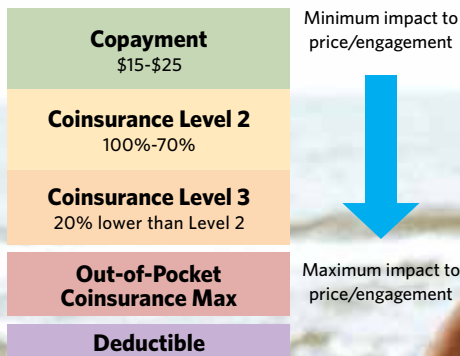 Copayment
$15-$25
Coinsurance Level 2
100%-70%
Coinsurance Level 3
20% lower than Level 2
Out-of-Pocket
Coinsurance Max
Deductible
Minimum impact to
price/engagement
Maximum impact to
price/engagement